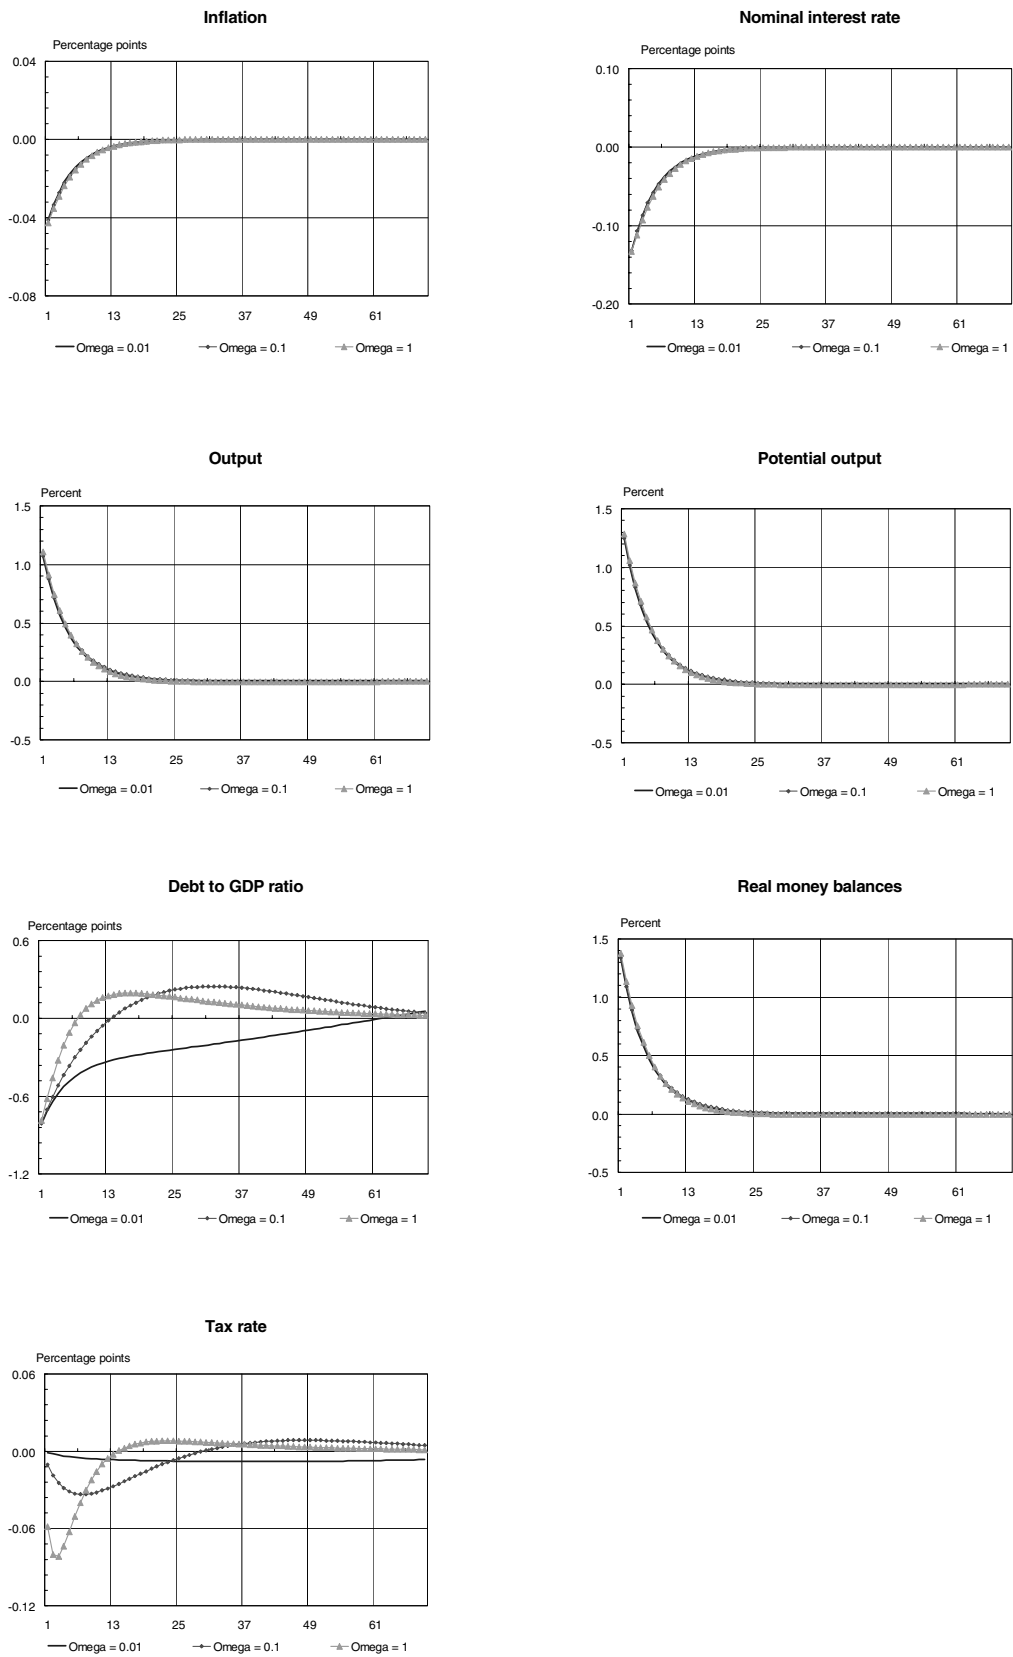 Inflation
Percentage points
0.04
0.00
-0.04
-0.08
1 13 25 37 49 61
Omega = 0.01 Omega = 0.1 Omega = 1
Nominal interest rate
Percentage points
0.10
0.00
-0.10
-0.20
1 13 25 37 49 61
Omega = 0.01 Omega = 0.1 Omega = 1
Output
Percent
1.5
1.0
0.5
0.0
-0.5
1 13 25 37 49 61
Omega = 0.01 Omega = 0.1 Omega = 1
Potential output
Percent
1.5
1.0
0.5
0.0
-0.5
1 13 25 37 49 61
Omega = 0.01 Omega = 0.1 Omega = 1
Debt to GDP ratio
Percentage points
0.6
0.0
-0.6
-1.2
1 13 25 37 49 61
Omega = 0.01 Omega = 0.1 Omega = 1
Real money balances
Percent
1.5
1.0
0.5
0.0
-0.5
1 13 25 37 49 61
Omega = 0.01 Omega = 0.1 Omega = 1
Tax rate
Percentage points
0.06
0.00
-0.06
-0.12
1 13 25 37 49 61
Omega = 0.01 Omega = 0.1 Omega = 1